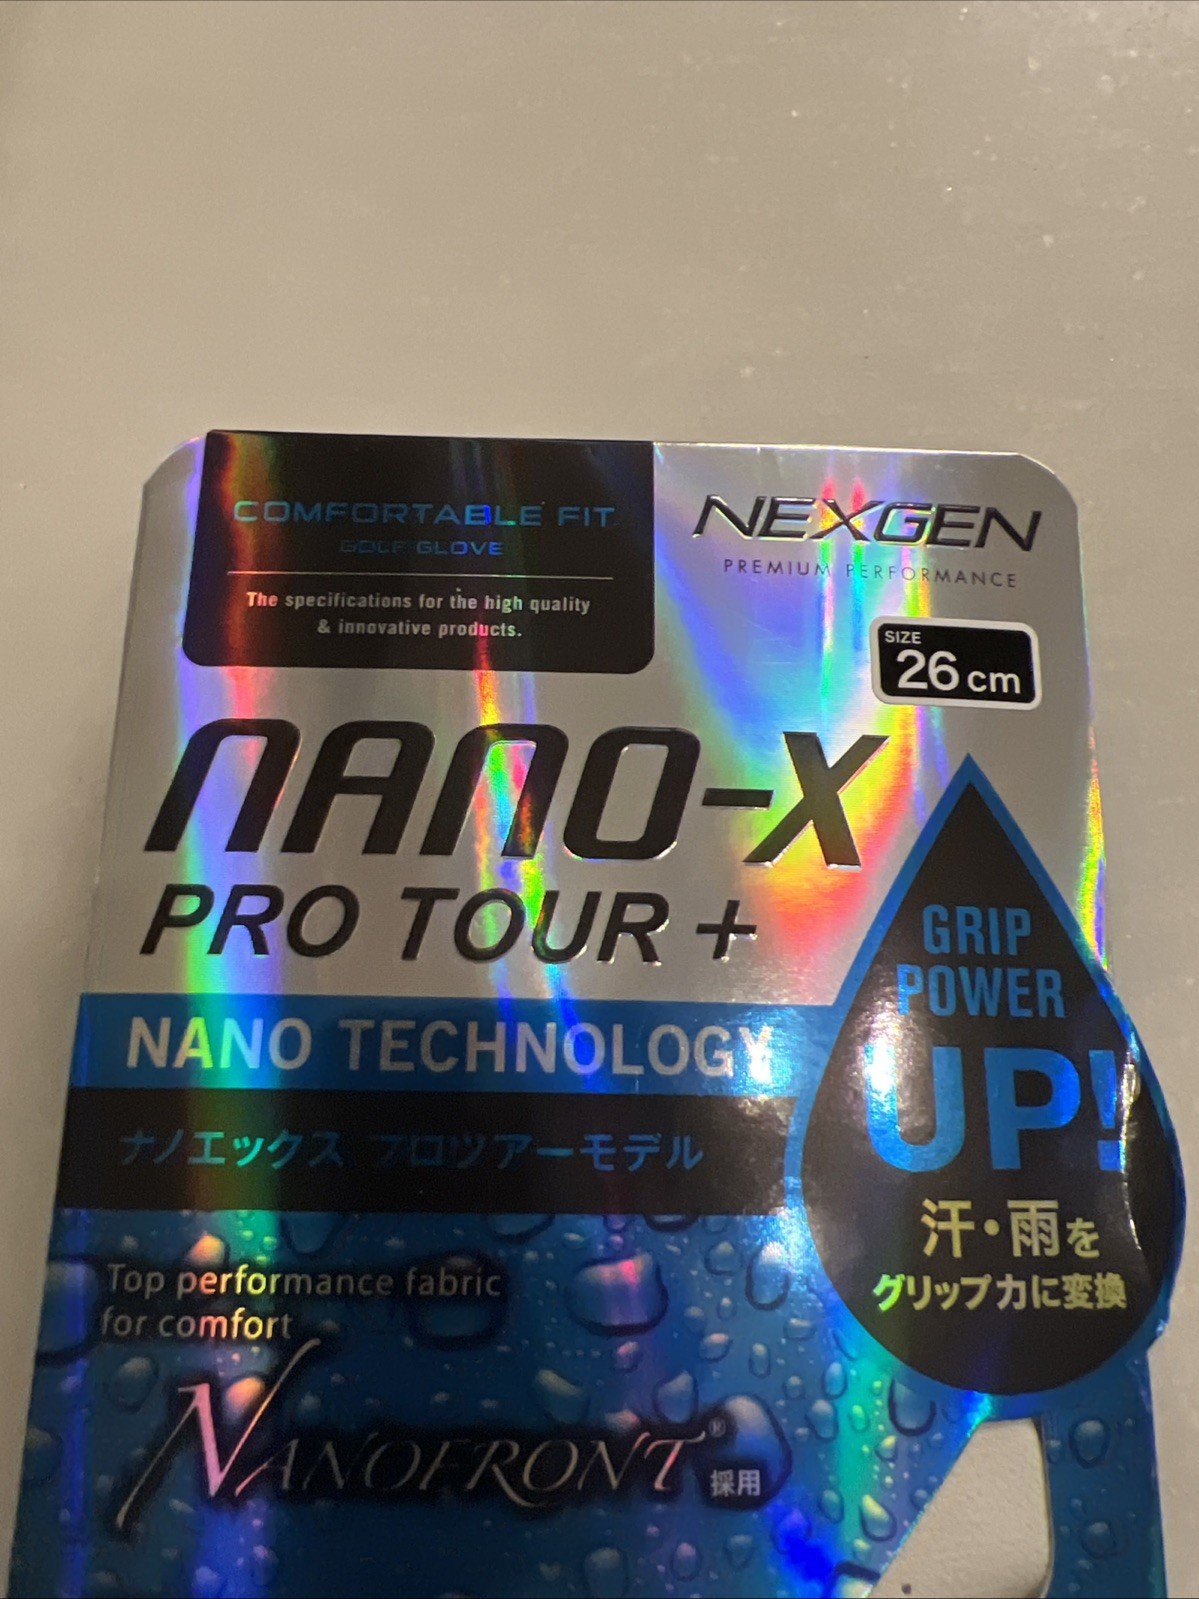 COMFORTABLE FIT
GOLF GLOVE
The specifications for the high quality
& innovative products.
NEXGEN
PREMIUM PERFORMANCE
SIZE
26 cm
NANO-X
PRO TOUR +
GRIP
POWER
UP!
汗・雨を
グリップ力に変換
NANO TECHNOLOGY
ナノエックス プロツアーモデル
Top performance fabric
for comfort
NANOFRONT® 採用